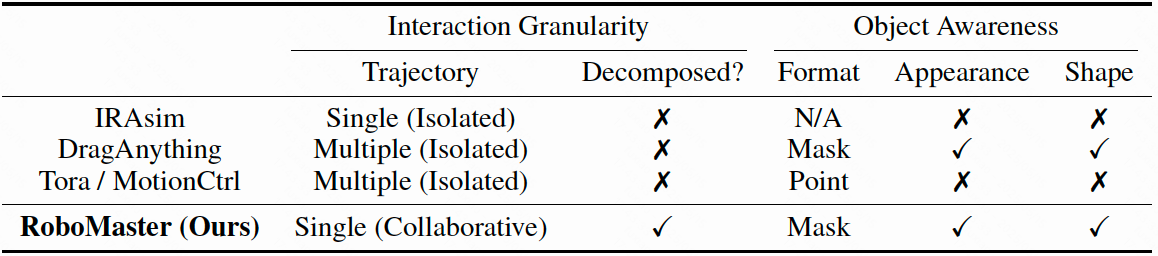 Interaction Granularity Object Awareness
Trajectory Decomposed? Format Appearance Shape
IRAsim Single (Isolated) ✗ N/A ✗ ✗
DragAnything Multiple (Isolated) ✗ Mask ✓ ✓
Tora / MotionCtrl Multiple (Isolated) ✗ Point ✗ ✗
RoboMaster (Ours) Single (Collaborative) ✓ Mask ✓ ✓